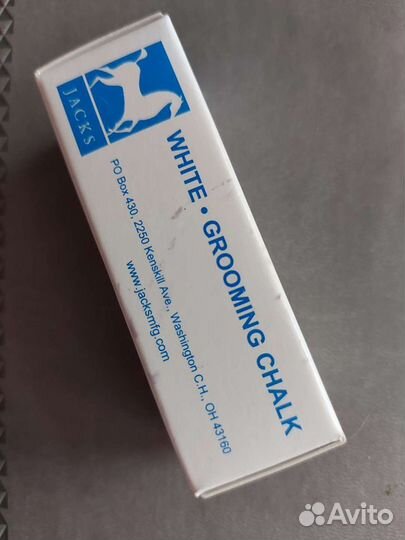 JACKS
WHITE • GROOMING CHALK
PO Box 430, 2250 Kenskill Ave., Washington C.H., OH 43160
www.jacksmfg.com
Avito